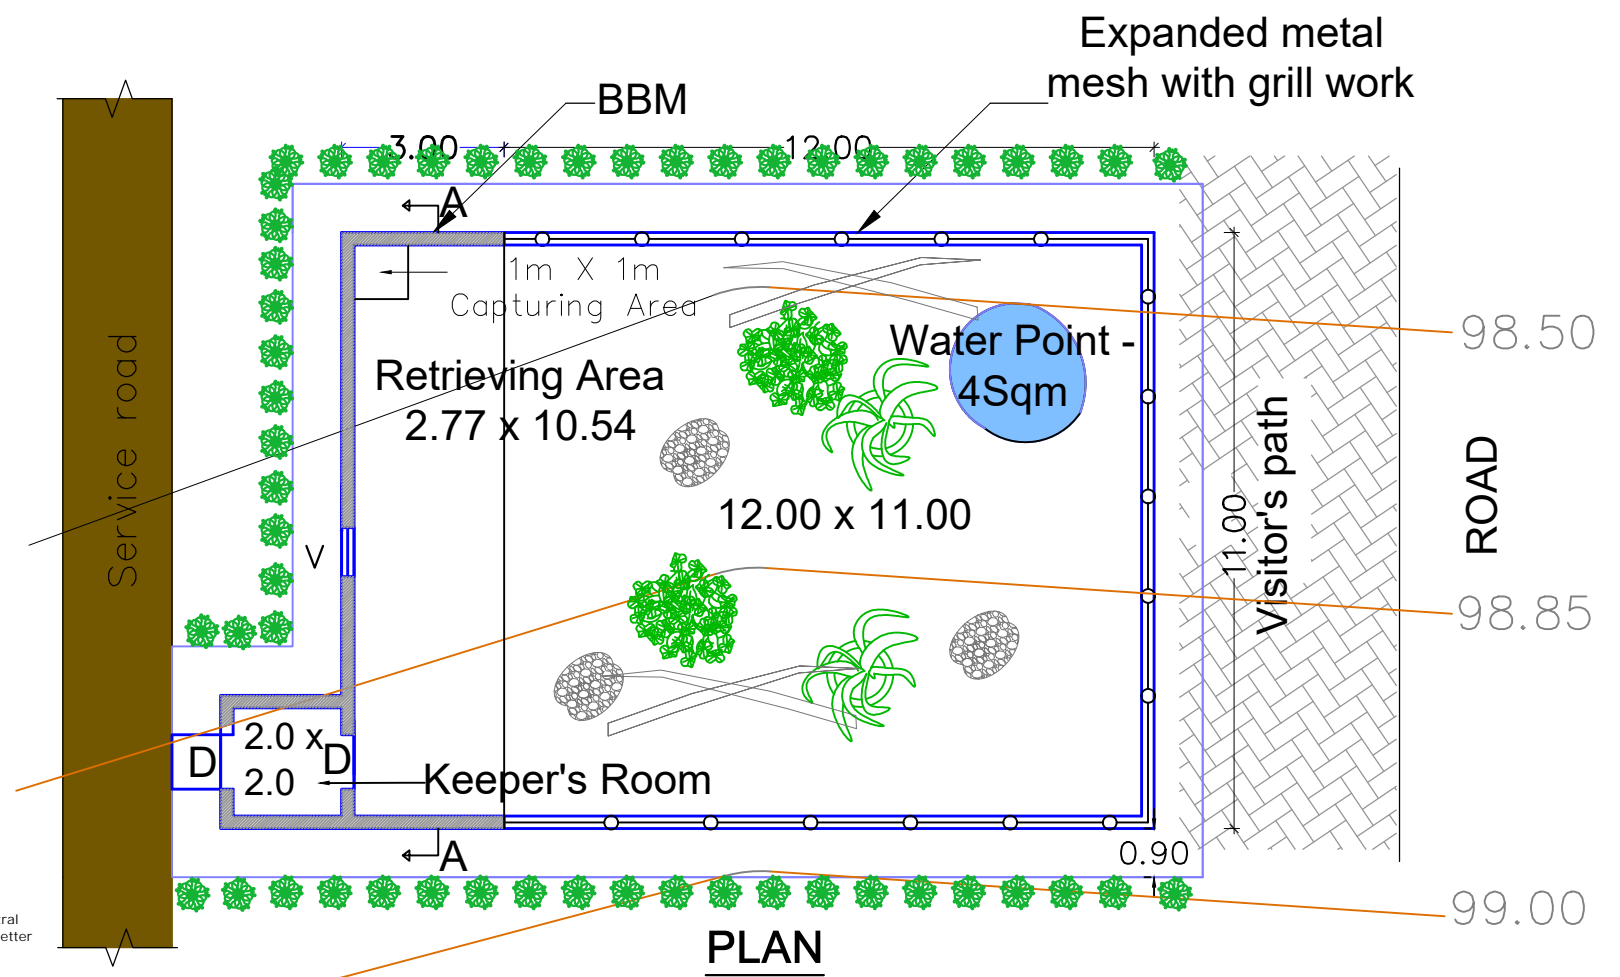 Expanded metal
mesh with grill work
BBM
3.00
12.00
A
1m X 1m
Capturing Area
Water Point -
4Sqm
98.50
Retrieving Area
2.77 x 10.54
Service road
12.00 x 11.00
11.00
Visitor's path
ROAD
V
98.85
2.0 x
2.0
D
D
Keeper's Room
A
0.90
99.00
PLAN
etter